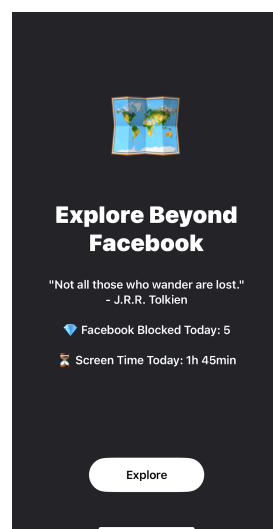 Explore Beyond
Facebook
"Not all those who wander are lost."
- J.R.R. Tolkien
💎 Facebook Blocked Today: 5
⏳ Screen Time Today: 1h 45min
Explore